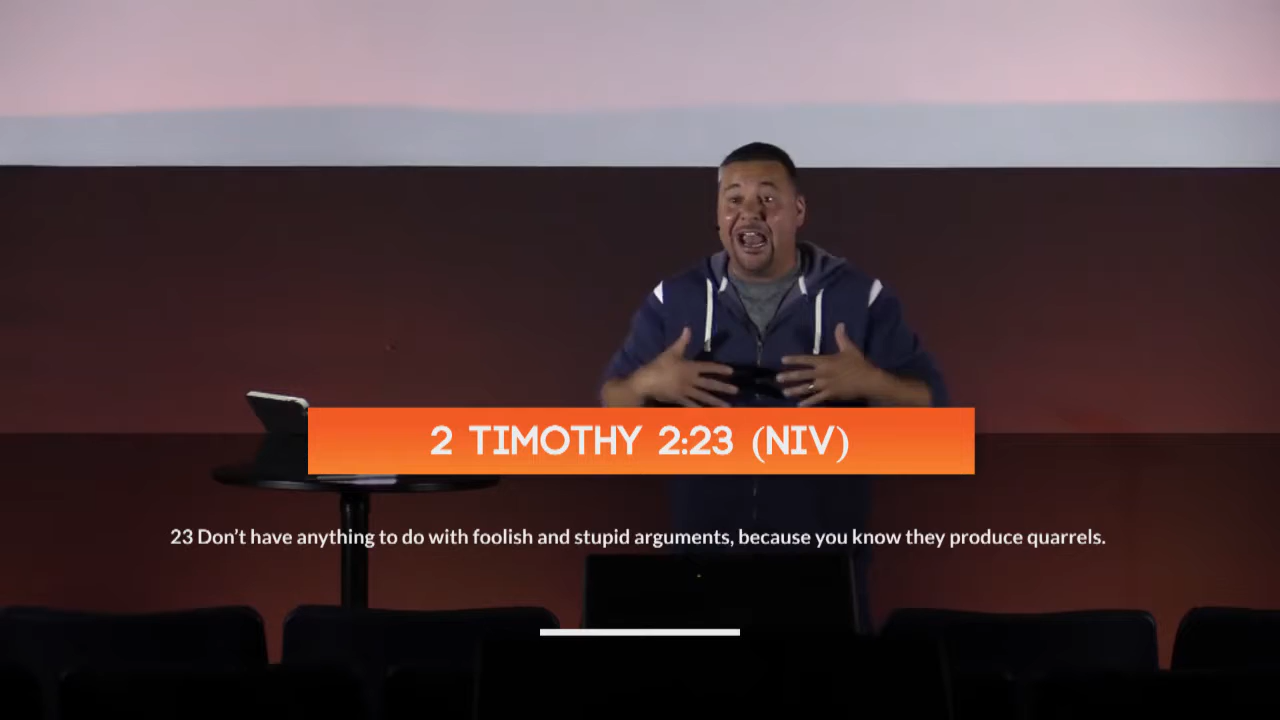 2 TIMOTHY 2:23 (NIV)
23 Don't have anything to do with foolish and stupid arguments, because you know they produce quarrels.